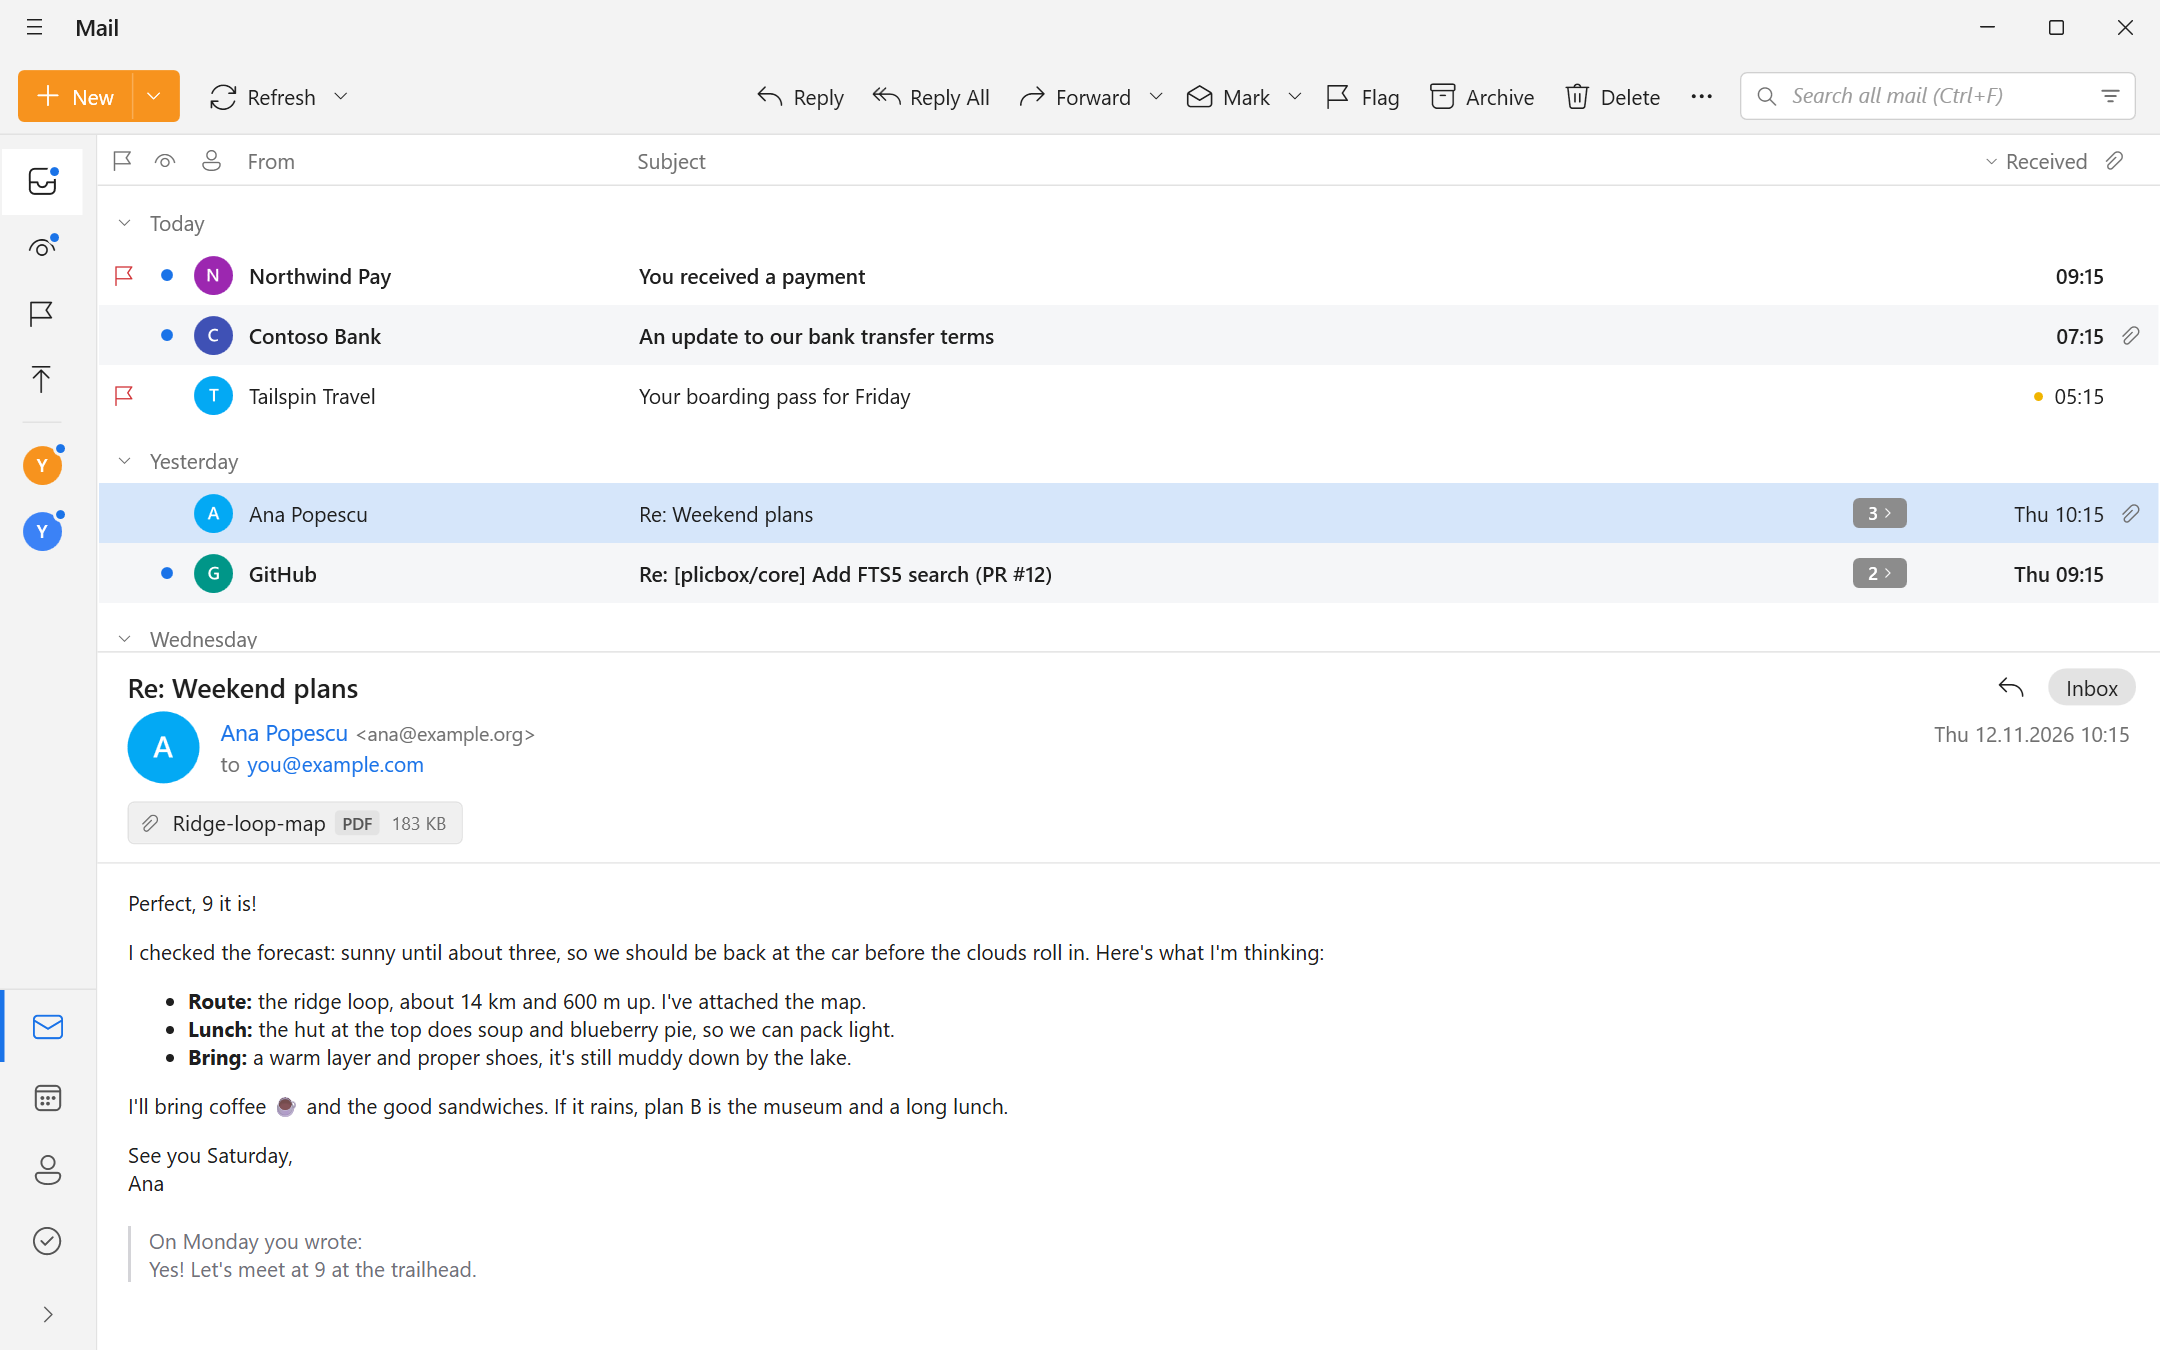 Mail
New
Refresh
Reply
Reply All
Forward
Mark
Flag
Archive
Delete
Search all mail (Ctrl+F)
From Subject Received
Today
N Northwind Pay You received a payment 09:15
C Contoso Bank An update to our bank transfer terms 07:15
T Tailspin Travel Your boarding pass for Friday 05:15
Yesterday
A Ana Popescu Re: Weekend plans 3 Thu 10:15
G GitHub Re: [plicbox/core] Add FTS5 search (PR #12) 2 Thu 09:15
Wednesday
Y
Y
Re: Weekend plans Inbox
A Ana Popescu <ana@example.org> Thu 12.11.2026 10:15
to you@example.com
Ridge-loop-map PDF 183 KB
Perfect, 9 it is!
I checked the forecast: sunny until about three, so we should be back at the car before the clouds roll in. Here's what I'm thinking:
• Route: the ridge loop, about 14 km and 600 m up. I've attached the map.
• Lunch: the hut at the top does soup and blueberry pie, so we can pack light.
• Bring: a warm layer and proper shoes, it's still muddy down by the lake.
I'll bring coffee ☕ and the good sandwiches. If it rains, plan B is the museum and a long lunch.
See you Saturday,
Ana
On Monday you wrote:
Yes! Let's meet at 9 at the trailhead.